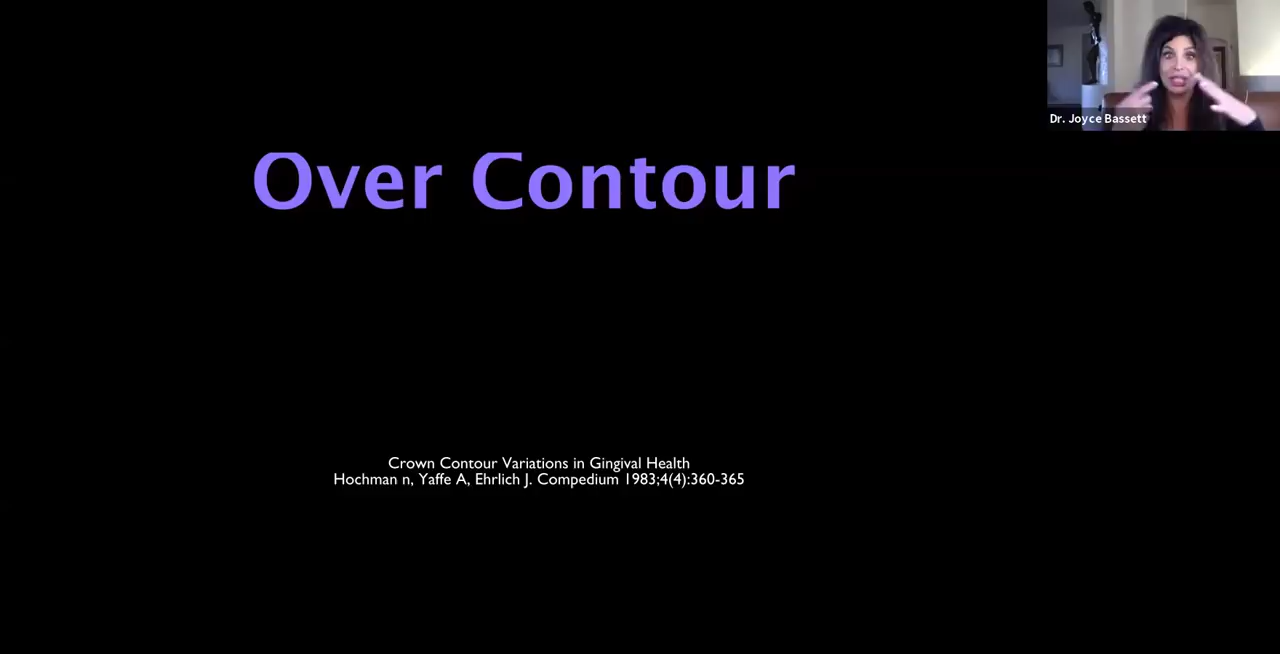 Dr. Joyce Bassett
Over Contour
Crown Contour Variations in Gingival Health
Hochman n, Yaffe A, Ehrlich J. Compedium 1983;4(4):360-365